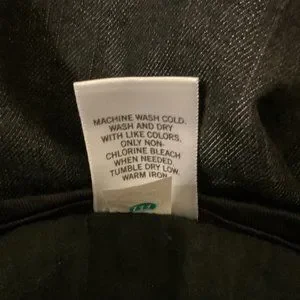 MACHINE WASH COLD.
WASH AND DRY
WITH LIKE COLORS.
ONLY NON-
CHLORINE BLEACH
WHEN NEEDED.
TUMBLE DRY LOW.
WARM IRON.